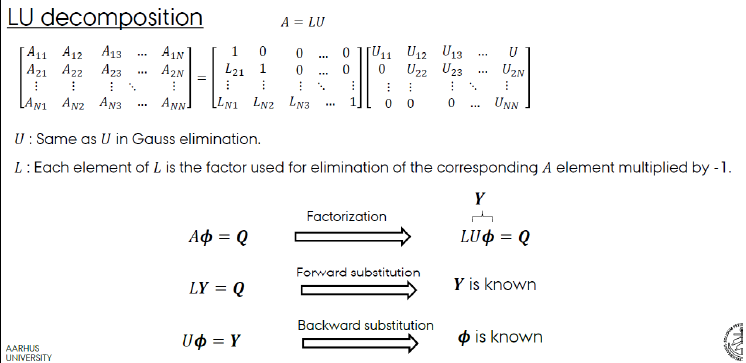 LU decomposition
A = LU
[A₁₁ A₁₂ A₁₃ ... A₁N] = [1 0 0 ... 0] [U₁₁ U₁₂ U₁₃ ... U]
[A₂₁ A₂₂ A₂₃ ... A₂N] [L₂₁ 1 0 ... 0] [0 U₂₂ U₂₃ ... U₂N]
[⋮ ⋮ ⋮ ⋱ ⋮] [⋮ ⋮ ⋮ ⋱ ⋮] [⋮ ⋮ ⋮ ⋱ ⋮]
[AN₁ AN₂ AN₃ ... ANN] [LN₁ LN₂ LN₃ ... 1] [0 0 0 ... UNN]
U : Same as U in Gauss elimination.
L : Each element of L is the factor used for elimination of the corresponding A element multiplied by -1.
Y
Factorization
Aϕ = Q
LUϕ = Q
Forward substitution
LY = Q
Y is known
Backward substitution
Uϕ = Y
ϕ is known
AARHUS
UNIVERSITY